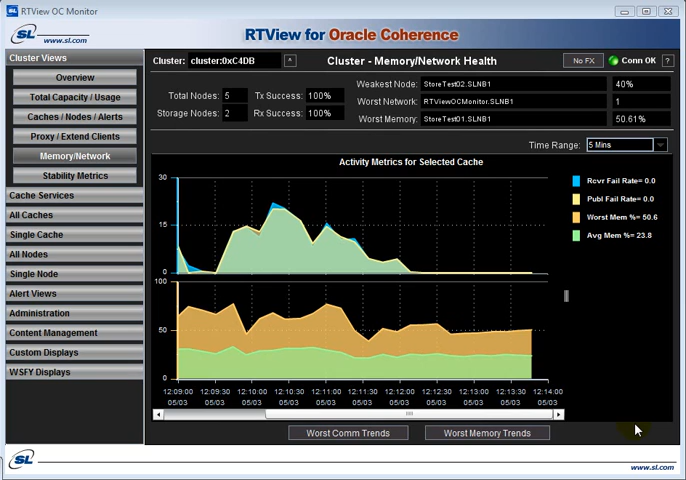 RTView OC Monitor
SL
www.sl.com
RTView for Oracle Coherence
Cluster Views
Overview
Total Capacity / Usage
Caches / Nodes / Alerts
Proxy / Extend Clients
Memory/Network
Stability Metrics
Cache Services
All Caches
Single Cache
All Nodes
Single Node
Alert Views
Administration
Content Management
Custom Displays
WSFY Displays
Cluster: cluster:0xC4DB ^ Cluster - Memory/Network Health No FX Conn OK ?
Total Nodes: 5 Tx Success: 100%
Storage Nodes: 2 Rx Success: 100%
Weakest Node: StoreTest02.SLNB1 40%
Worst Network: RTViewOCMonitor.SLNB1 1
Worst Memory: StoreTest01.SLNB1 50.61%
Time Range: 5 Mins
Activity Metrics for Selected Cache
30
15
0
100
50
0
Rcvr Fail Rate= 0.0
Publ Fail Rate= 0.0
Worst Mem %= 50.6
Avg Mem %= 23.8
12:09:00 12:09:30 12:10:00 12:10:30 12:11:00 12:11:30 12:12:00 12:12:30 12:13:00 12:13:30 12:14:00
05/03 05/03 05/03 05/03 05/03 05/03 05/03 05/03 05/03 05/03 05/03
Worst Comm Trends Worst Memory Trends
SL
www.sl.com